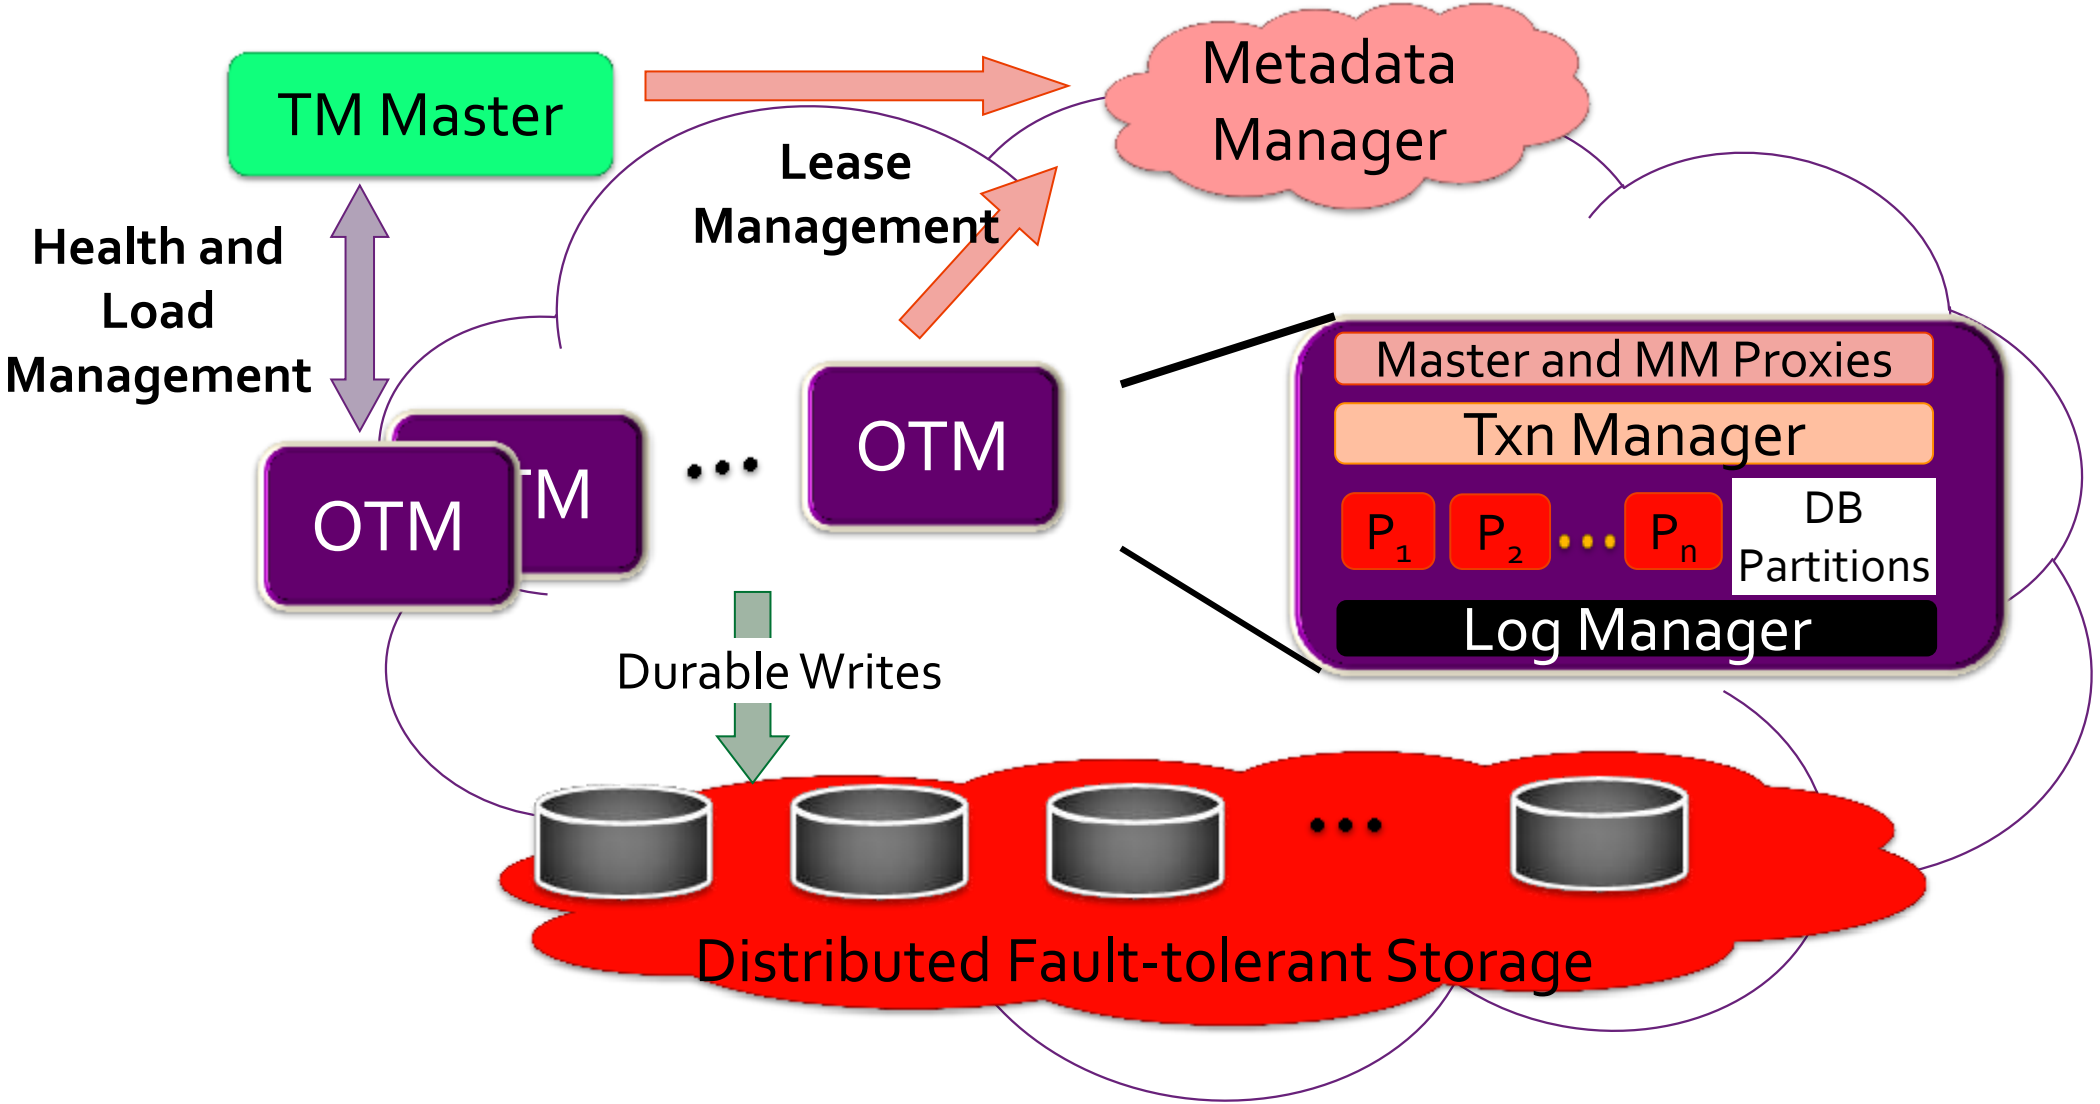 TM Master
Metadata
Manager
Lease
Management
Health and
Load
Management
OTM
TM
OTM
Master and MM Proxies
Txn Manager
P1
P2
Pn
DB
Partitions
Log Manager
Durable Writes
Distributed Fault-tolerant Storage